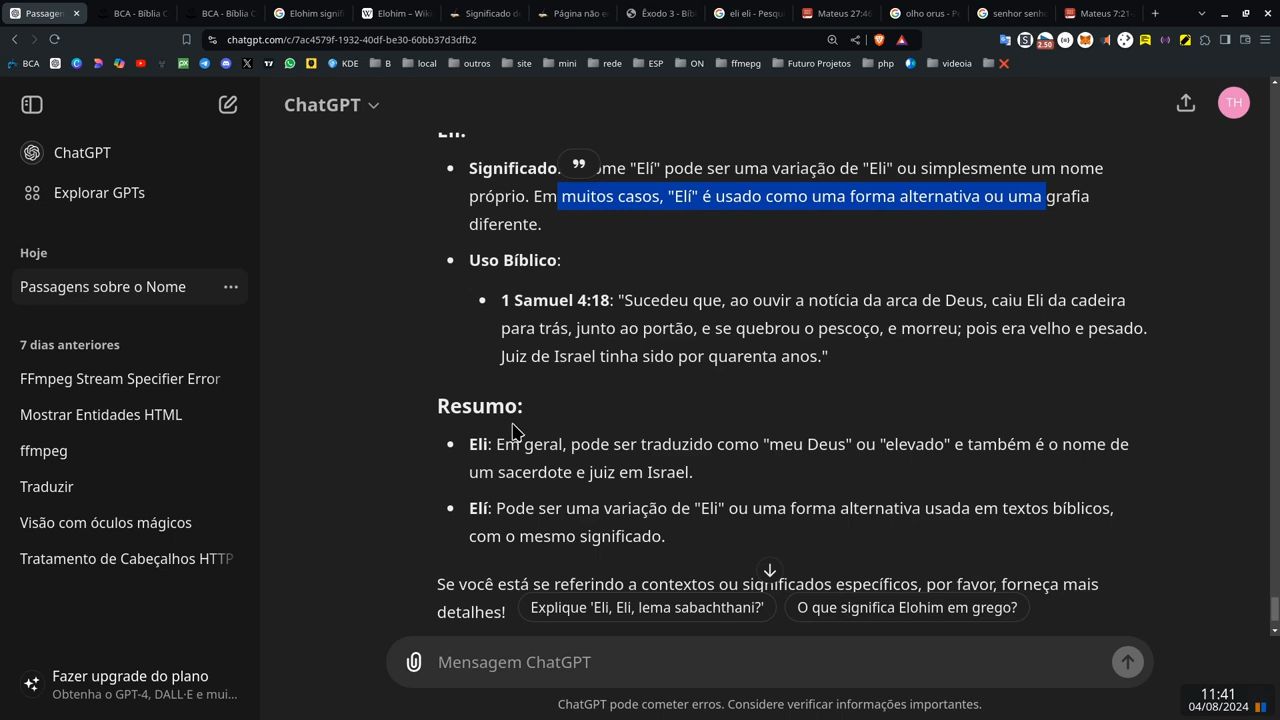 Passagen
BCA - Bíblia C
BCA - Bíblia C
Elohim signifi
Elohim – Wiki
Significado de
Página não en
Êxodo 3 - Bíb
eli eli - Pesqu
Mateus 27:46
olho orus - Pe
senhor senho
Mateus 7:21-
chatgpt.com/c/7ac4579f-1932-40df-be30-60bb37d3dfb2
2.50
BCA
KDE
B
local
outros
site
mini
rede
ESP
ON
ffmpeg
Futuro Projetos
php
videoia
ChatGPT
TH
ChatGPT
Explorar GPTs
Hoje
Passagens sobre o Nome
7 dias anteriores
FFmpeg Stream Specifier Error
Mostrar Entidades HTML
ffmpeg
Traduzir
Visão com óculos mágicos
Tratamento de Cabeçalhos HTTP
Fazer upgrade do plano
Obtenha o GPT-4, DALL·E e mui...
Significado: ome "Elí" pode ser uma variação de "Eli" ou simplesmente um nome
próprio. Em muitos casos, "Elí" é usado como uma forma alternativa ou uma grafia
diferente.
Uso Bíblico:
1 Samuel 4:18: "Sucedeu que, ao ouvir a notícia da arca de Deus, caiu Eli da cadeira
para trás, junto ao portão, e se quebrou o pescoço, e morreu; pois era velho e pesado.
Juiz de Israel tinha sido por quarenta anos."
Resumo:
Eli: Em geral, pode ser traduzido como "meu Deus" ou "elevado" e também é o nome de
um sacerdote e juiz em Israel.
Elí: Pode ser uma variação de "Eli" ou uma forma alternativa usada em textos bíblicos,
com o mesmo significado.
Se você está se referindo a contextos ou significados específicos, por favor, forneça mais
detalhes!
Explique 'Eli, Eli, lema sabachthani?'
O que significa Elohim em grego?
Mensagem ChatGPT
ChatGPT pode cometer erros. Considere verificar informações importantes.
11:41
04/08/2024